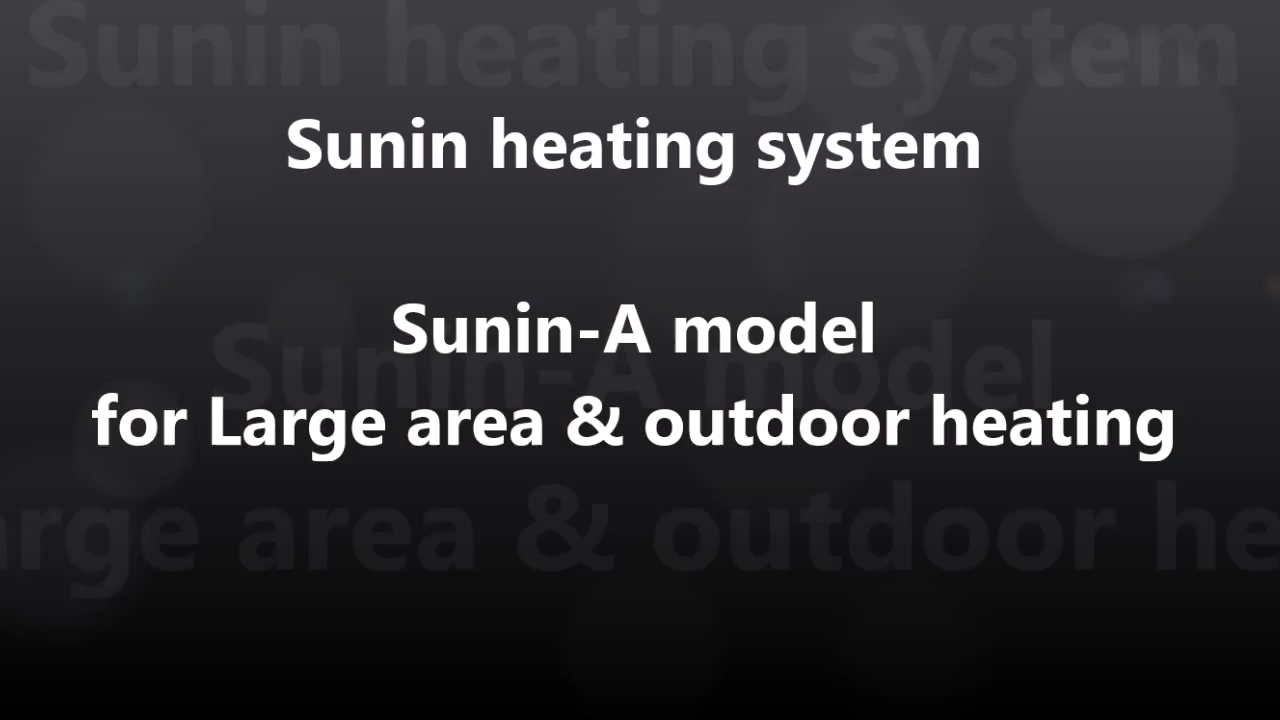 Sunin heating system
Sunin-A model
for Large area & outdoor heating